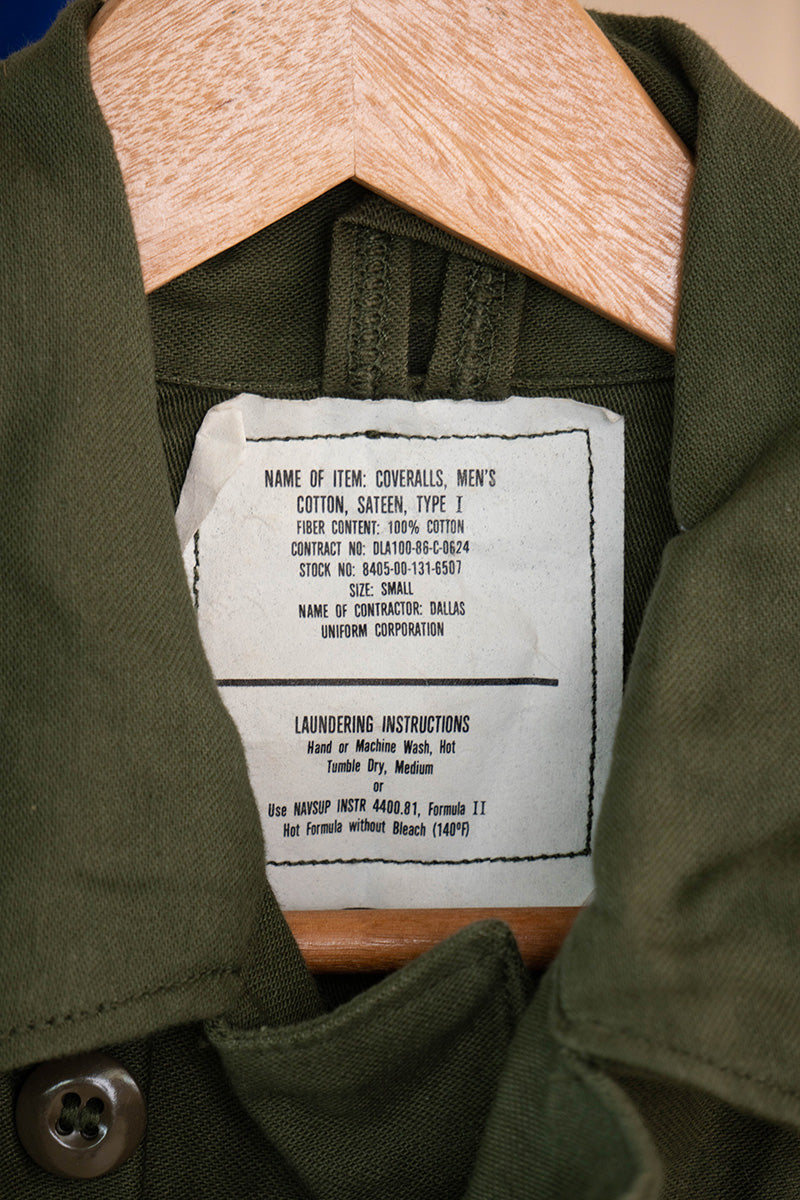 NAME OF ITEM: COVERALLS, MEN'S
COTTON, SATEEN, TYPE I
FIBER CONTENT: 100% COTTON
CONTRACT NO: DLA100-86-C-0624
STOCK NO: 8405-00-131-6507
SIZE: SMALL
NAME OF CONTRACTOR: DALLAS
UNIFORM CORPORATION
LAUNDERING INSTRUCTIONS
Hand or Machine Wash, Hot
Tumble Dry, Medium
or
Use NAVSUP INSTR 4400.81, Formula II
Hot Formula without Bleach (140ºF)